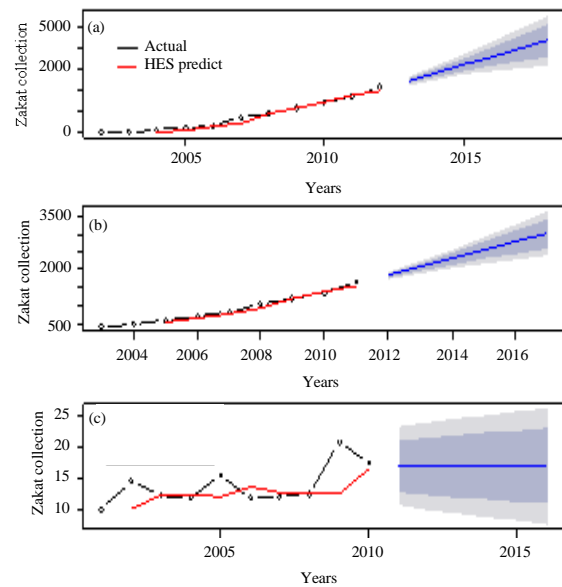 (a)
Actual
HES predict
Zakat collection
5000
2000
0
2005
2010
2015
Years
(b)
Zakat collection
3500
2000
500
2004
2006
2008
2010
2012
2014
2016
Years
(c)
Zakat collection
25
20
15
10
2005
2010
2015
Years